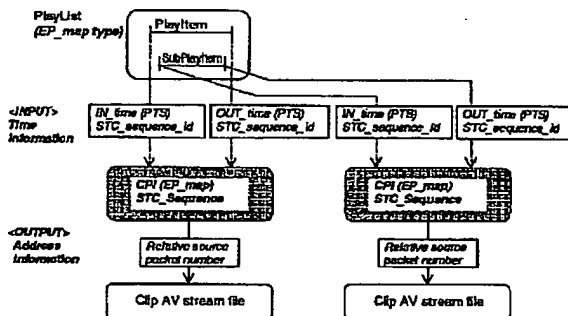 PlayList
(EP_map type)
PlayItem
SubPlayItem
<INPUT>
Time
information
IN_time (PTS)
STC_sequence_id
OUT_time (PTS)
STC_sequence_id
IN_time (PTS)
STC_sequence_id
OUT_time (PTS)
STC_sequence_id
CPI (EP_map)
STC_Sequence
CPI (EP_map)
STC_Sequence
<OUTPUT>
Address
information
Relative source
packet number
Relative source
packet number
Clip AV stream file
Clip AV stream file